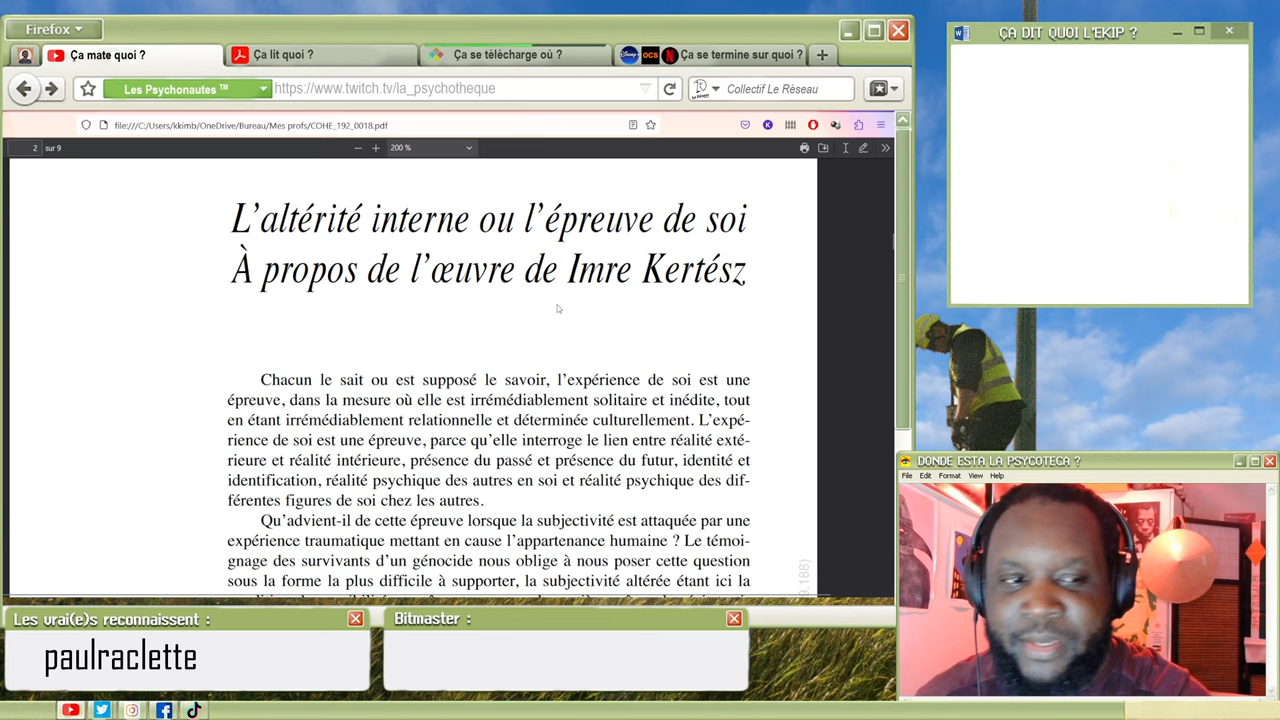 Firefox
ÇA DIT QUOI L'EKIP ?
Ça mate quoi ?
Ça lit quoi ?
Ça se télécharge où ?
Disney+
OCS
N
Ça se termine sur quoi ?
Les Psychonautes ™
https://www.twitch.tv/la_psychotheque
Collectif Le Réseau
file:///C:/Users/kkimb/OneDrive/Bureau/Mes profs/COHE_192_0018.pdf
2 sur 9
200 %
L'altérité interne ou l'épreuve de soi
À propos de l'œuvre de Imre Kertész
Chacun le sait ou est supposé le savoir, l'expérience de soi est une
épreuve, dans la mesure où elle est irrémédiablement solitaire et inédite, tout
en étant irrémédiablement relationnelle et déterminée culturellement. L'expé-
rience de soi est une épreuve, parce qu'elle interroge le lien entre réalité exté-
rieure et réalité intérieure, présence du passé et présence du futur, identité et
identification, réalité psychique des autres en soi et réalité psychique des dif-
férentes figures de soi chez les autres.
Qu'advient-il de cette épreuve lorsque la subjectivité est attaquée par une
expérience traumatique mettant en cause l'appartenance humaine ? Le témoi-
gnage des survivants d'un génocide nous oblige à nous poser cette question
sous la forme la plus difficile à supporter, la subjectivité altérée étant ici la
9.188)
DONDE ESTA LA PSYCOTECA ?
File Edit Format View Help
Les vrai(e)s reconnaissent :
paulraclette
Bitmaster :